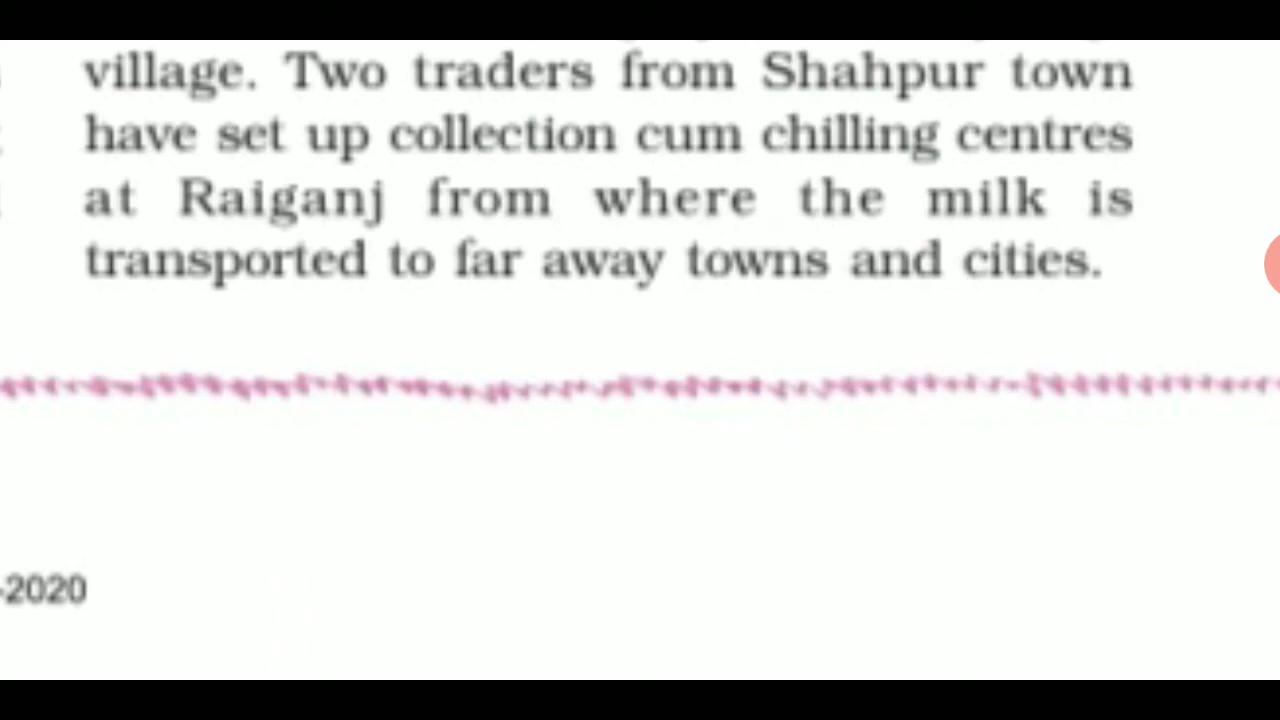 village. Two traders from Shahpur town
have set up collection cum chilling centres
at Raiganj from where the milk is
transported to far away towns and cities.
-2020